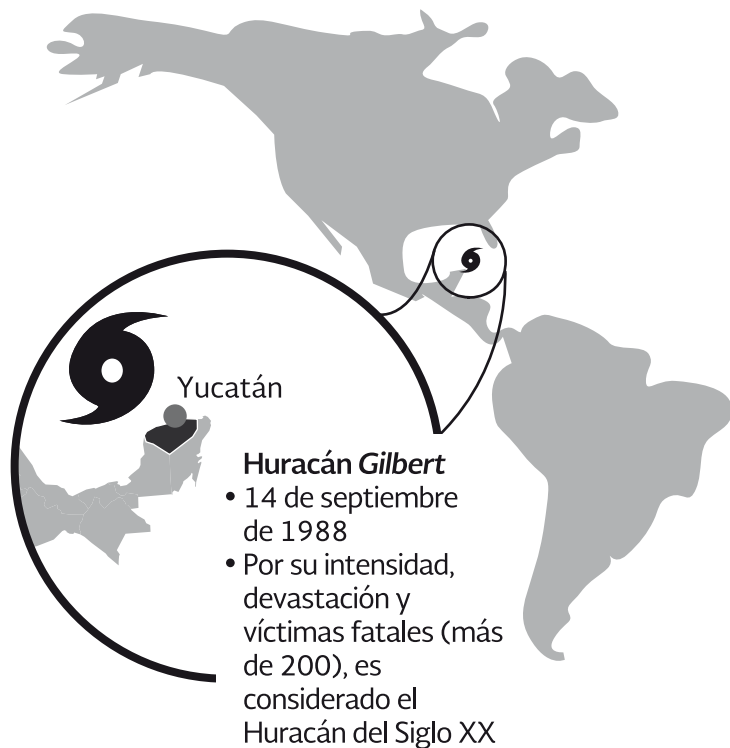 Yucatán
Huracán Gilbert
• 14 de septiembre
de 1988
• Por su intensidad,
devastación y
víctimas fatales (más
de 200), es
considerado el
Huracán del Siglo XX